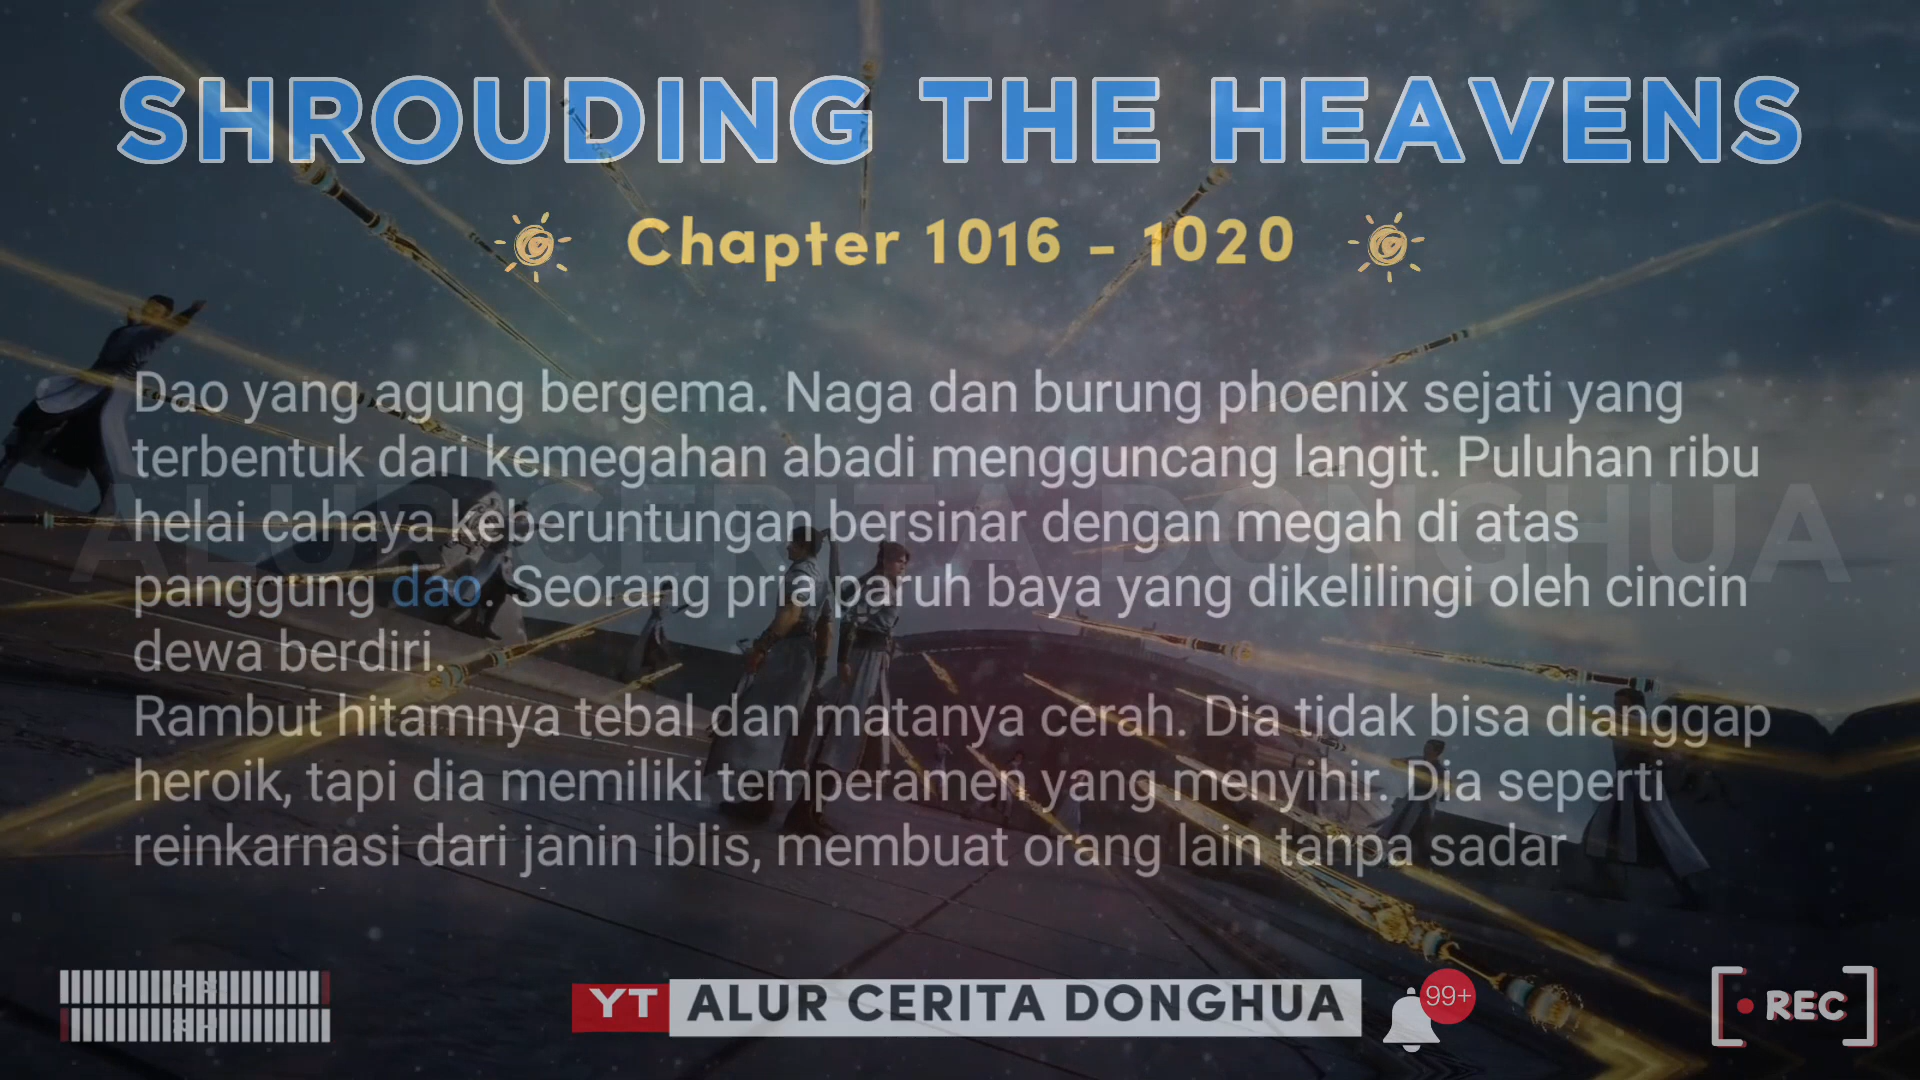 SHROUDING THE HEAVENS
Chapter 1016 - 1020
Dao yang agung bergema. Naga dan burung phoenix sejati yang
terbentuk dari kemegahan abadi mengguncang langit. Puluhan ribu
helai cahaya keberuntungan bersinar dengan megah di atas
panggung dao. Seorang pria paruh baya yang dikelilingi oleh cincin
dewa berdiri.
Rambut hitamnya tebal dan matanya cerah. Dia tidak bisa dianggap
heroik, tapi dia memiliki temperamen yang menyihir. Dia seperti
reinkarnasi dari janin iblis, membuat orang lain tanpa sadar
ALUR CERITA DONGHUA
YT ALUR CERITA DONGHUA
99+
REC